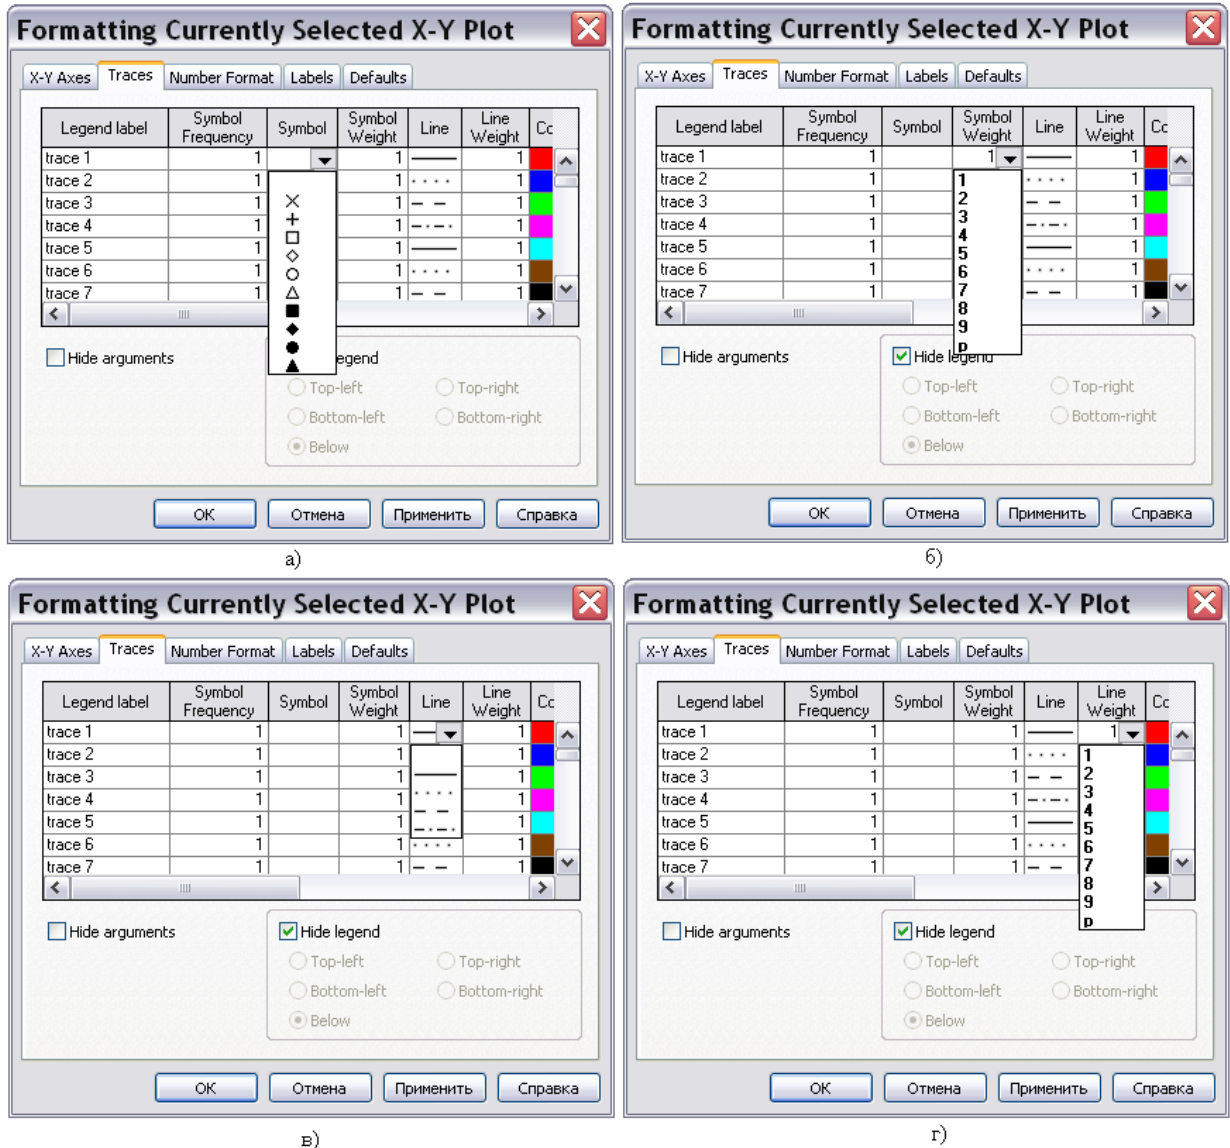 Formatting Currently Selected X-Y Plot
X-Y Axes Traces Number Format Labels Defaults
Legend label Symbol Frequency Symbol Symbol Weight Line Line Weight Co
trace 1 1 1 1
trace 2 1 1 1
trace 3 1 1 1
trace 4 1 1 1
trace 5 1 1 1
trace 6 1 1 1
trace 7 1 1 1
Hide arguments
egend
Top-left Top-right
Bottom-left Bottom-right
Below
ОК Отмена Применить Справка
а)
Formatting Currently Selected X-Y Plot
X-Y Axes Traces Number Format Labels Defaults
Legend label Symbol Frequency Symbol Symbol Weight Line Line Weight Co
trace 1 1 1 1
trace 2 1 1
trace 3 1 1
trace 4 1 1
trace 5 1 1
trace 6 1 1
trace 7 1 1
1
2
3
4
5
6
7
8
9
p
Hide arguments
Hide legend
Top-left Top-right
Bottom-left Bottom-right
Below
ОК Отмена Применить Справка
б)
Formatting Currently Selected X-Y Plot
X-Y Axes Traces Number Format Labels Defaults
Legend label Symbol Frequency Symbol Symbol Weight Line Line Weight Co
trace 1 1 1 1
trace 2 1 1 1
trace 3 1 1 1
trace 4 1 1 1
trace 5 1 1 1
trace 6 1 1 1
trace 7 1 1 1
Hide arguments
Hide legend
Top-left Top-right
Bottom-left Bottom-right
Below
ОК Отмена Применить Справка
в)
Formatting Currently Selected X-Y Plot
X-Y Axes Traces Number Format Labels Defaults
Legend label Symbol Frequency Symbol Symbol Weight Line Line Weight Co
trace 1 1 1 1
trace 2 1 1
trace 3 1 1
trace 4 1 1
trace 5 1 1
trace 6 1 1
trace 7 1 1
1
2
3
4
5
6
7
8
9
p
Hide arguments
Hide legend
Top-left Top-right
Bottom-left Bottom-right
Below
ОК Отмена Применить Справка
г)